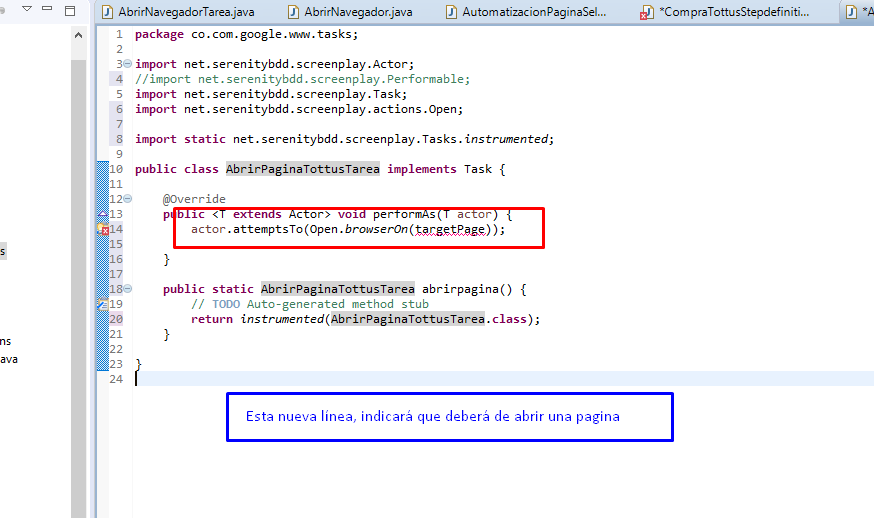 AbrirNavegadorTarea.java AbrirNavegador.java AutomatizacionPaginaSel... *CompraTottusStepdefiniti... *A
1 package co.com.google.www.tasks;
2
3 import net.serenitybdd.screenplay.Actor;
4 //import net.serenitybdd.screenplay.Performable;
5 import net.serenitybdd.screenplay.Task;
6 import net.serenitybdd.screenplay.actions.Open;
7
8 import static net.serenitybdd.screenplay.Tasks.instrumented;
9
10 public class AbrirPaginaTottusTarea implements Task {
11
12 @Override
13 public <T extends Actor> void performAs(T actor) {
14 actor.attemptsTo(Open.browserOn(targetPage));
15
16 }
17
18 public static AbrirPaginaTottusTarea abrirpagina() {
19 // TODO Auto-generated method stub
20 return instrumented(AbrirPaginaTottusTarea.class);
21 }
22
23 }
24
s
ns
ava
Esta nueva línea, indicará que deberá de abrir una pagina